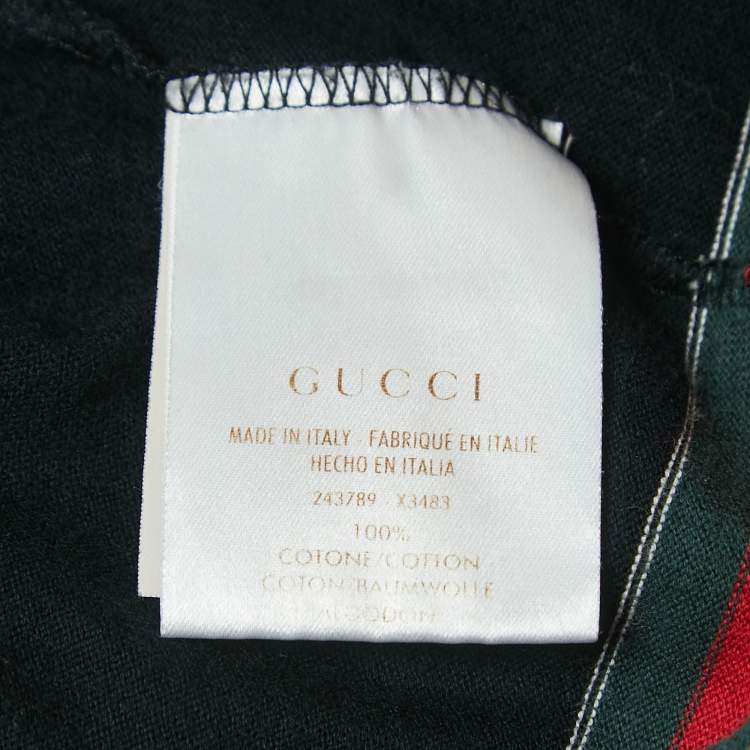 GUCCI
MADE IN ITALY - FABRIQUÉ EN ITALIE
HECHO EN ITALIA
243789 - X3483
100%
COTONE/COTTON
COTON/BAUMWOLLE
ALGODON